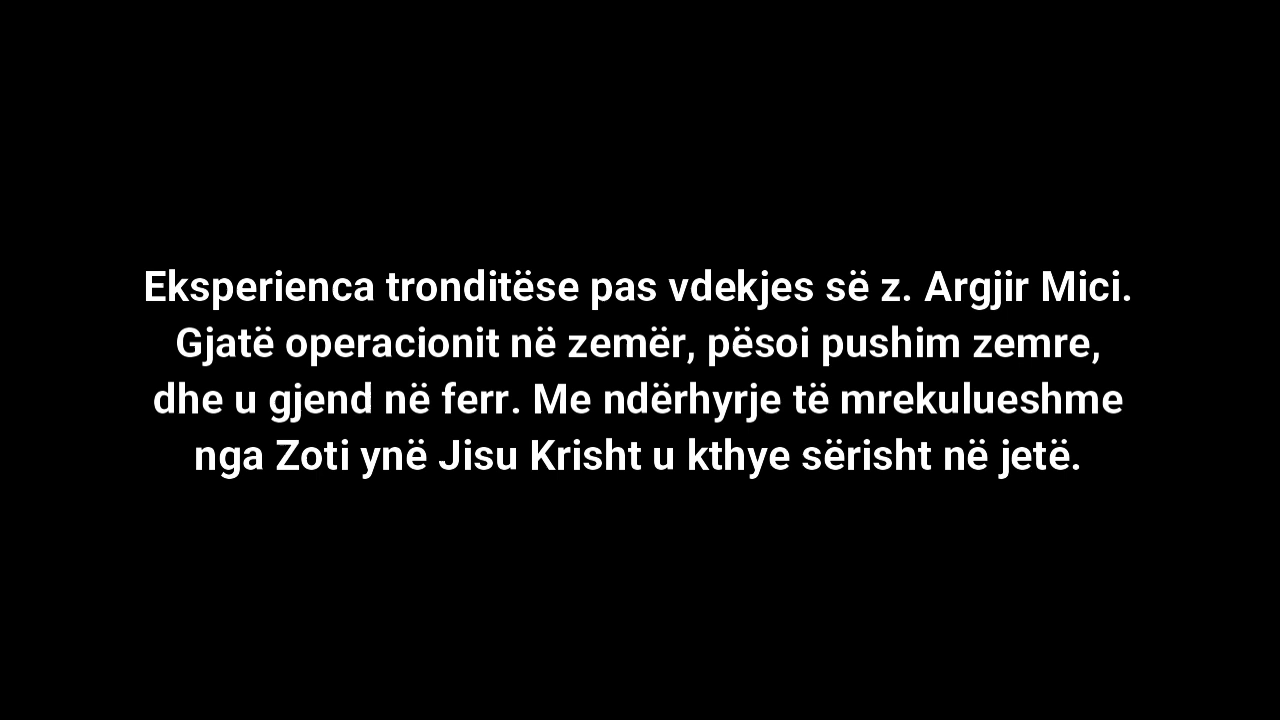 Eksperienca tronditëse pas vdekjes së z. Argjir Mici.
Gjatë operacionit në zemër, pësoi pushim zemre,
dhe u gjend në ferr. Me ndërhyrje të mrekulueshme
nga Zoti ynë Jisu Krisht u kthye sërisht në jetë.